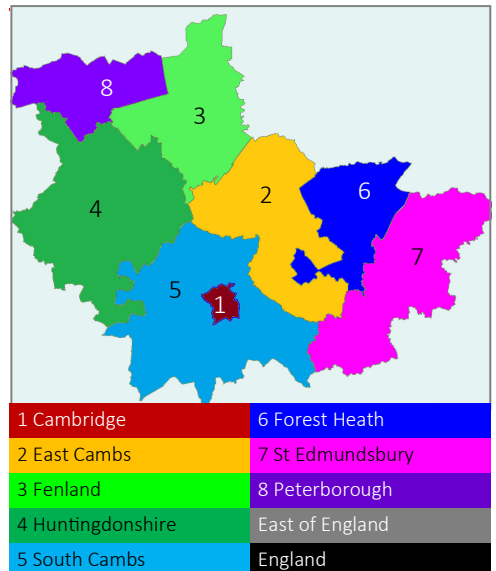 8
3
2
6
4
7
5
1
1 Cambridge
2 East Cambs
3 Fenland
4 Huntingdonshire
5 South Cambs
6 Forest Heath
7 St Edmundsbury
8 Peterborough
East of England
England